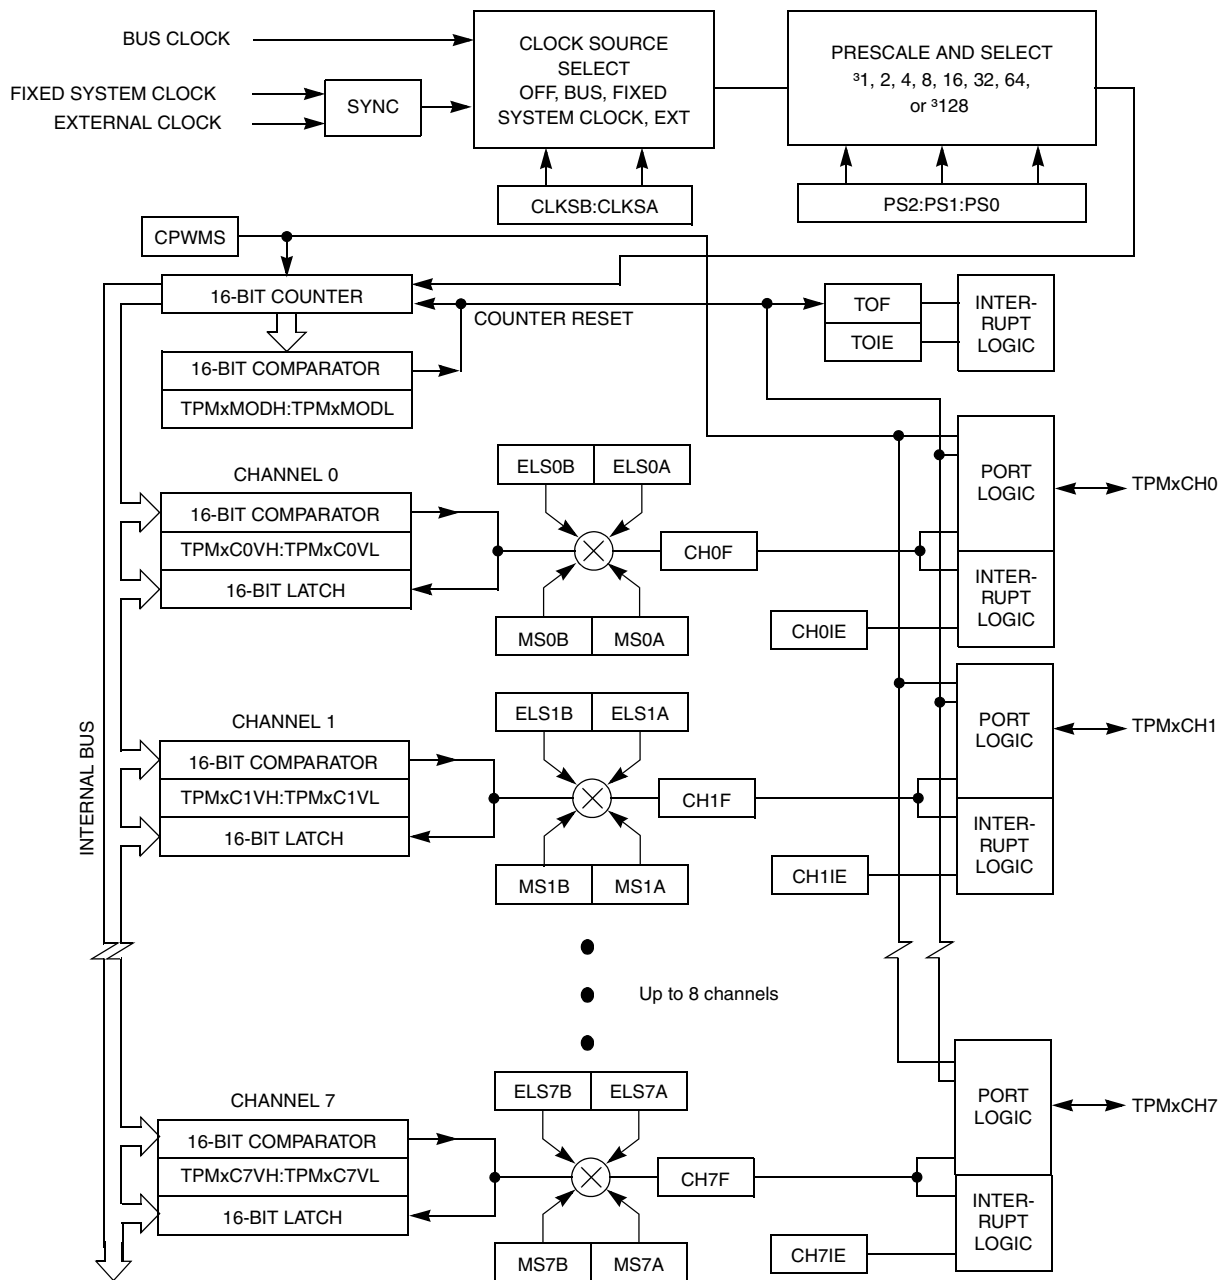 BUS CLOCK
FIXED SYSTEM CLOCK
EXTERNAL CLOCK
SYNC
CLOCK SOURCE
SELECT
OFF, BUS, FIXED
SYSTEM CLOCK, EXT
PRESCALE AND SELECT
³1, 2, 4, 8, 16, 32, 64,
or ³128
CLKSB:CLKSA
PS2:PS1:PS0
CPWMS
16-BIT COUNTER
COUNTER RESET
TOF
TOIE
INTER-
RUPT
LOGIC
16-BIT COMPARATOR
TPMxMODH:TPMxMODL
INTERNAL BUS
CHANNEL 0
16-BIT COMPARATOR
TPMxC0VH:TPMxC0VL
16-BIT LATCH
ELS0B
ELS0A
MS0B
MS0A
CH0F
CH0IE
PORT
LOGIC
INTER-
RUPT
LOGIC
TPMxCH0
CHANNEL 1
16-BIT COMPARATOR
TPMxC1VH:TPMxC1VL
16-BIT LATCH
ELS1B
ELS1A
MS1B
MS1A
CH1F
CH1IE
PORT
LOGIC
INTER-
RUPT
LOGIC
TPMxCH1
Up to 8 channels
CHANNEL 7
16-BIT COMPARATOR
TPMxC7VH:TPMxC7VL
16-BIT LATCH
ELS7B
ELS7A
MS7B
MS7A
CH7F
CH7IE
PORT
LOGIC
INTER-
RUPT
LOGIC
TPMxCH7